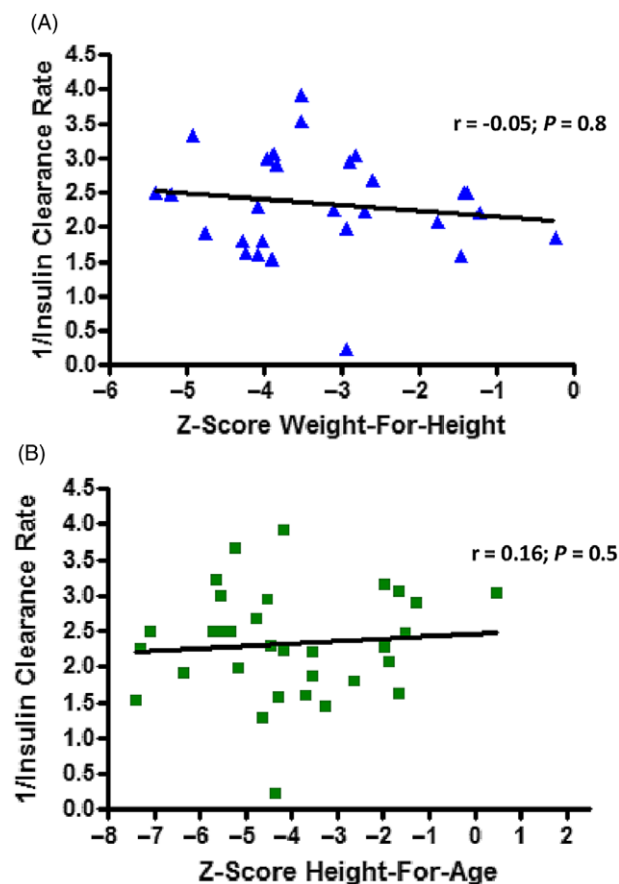 (A)
4.5
4.0
3.5
3.0
2.5
2.0
1.5
1.0
0.5
0.0
1/Insulin Clearance Rate
r = -0.05; P = 0.8
–6 –5 –4 –3 –2 –1 0
Z-Score Weight-For-Height
(B)
4.5
4.0
3.5
3.0
2.5
2.0
1.5
1.0
0.5
0.0
1/Insulin Clearance Rate
r = 0.16; P = 0.5
–8 –7 –6 –5 –4 –3 –2 –1 0 1 2
Z-Score Height-For-Age